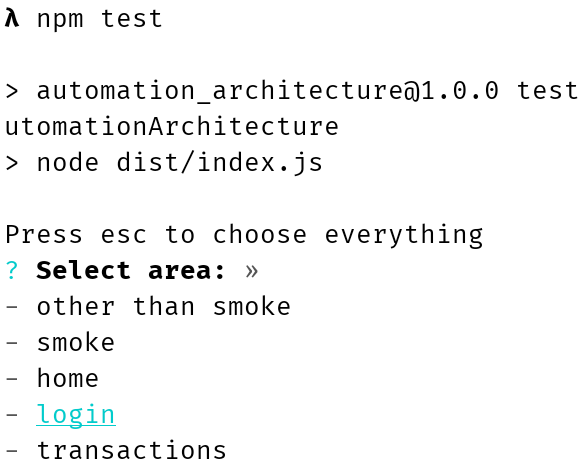 λ npm test
> automation_architecture@1.0.0 test
utomationArchitecture
> node dist/index.js
Press esc to choose everything
? Select area: »
- other than smoke
- smoke
- home
- login
- transactions